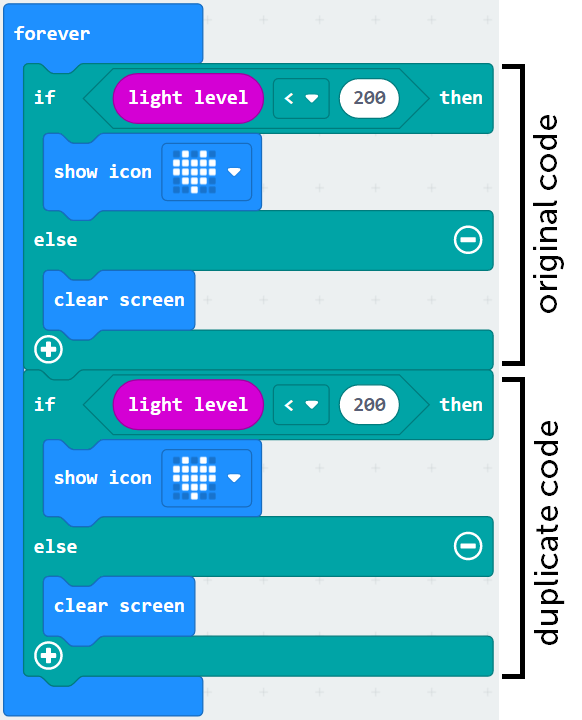 forever
if light level < 200 then
show icon
else
clear screen
if light level < 200 then
show icon
else
clear screen
original code
duplicate code